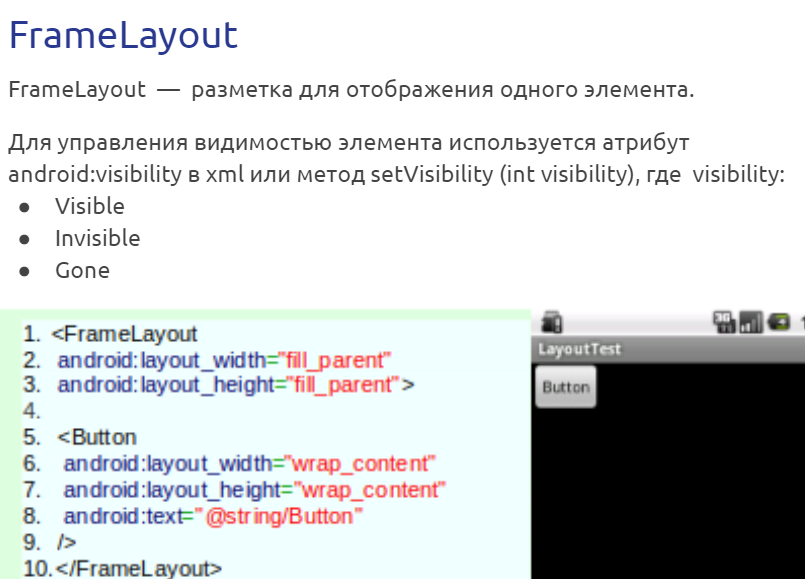 FrameLayout
FrameLayout — разметка для отображения одного элемента.
Для управления видимостью элемента используется атрибут
android:visibility в xml или метод setVisibility (int visibility), где visibility:
● Visible
● Invisible
● Gone
1. <FrameLayout
2. android:layout_width="fill_parent"
3. android:layout_height="fill_parent">
4.
5. <Button
6. android:layout_width="wrap_content"
7. android:layout_height="wrap_content"
8. android:text="@string/Button"
9. />
10.</FrameLayout>
3G
LayoutTest
Button